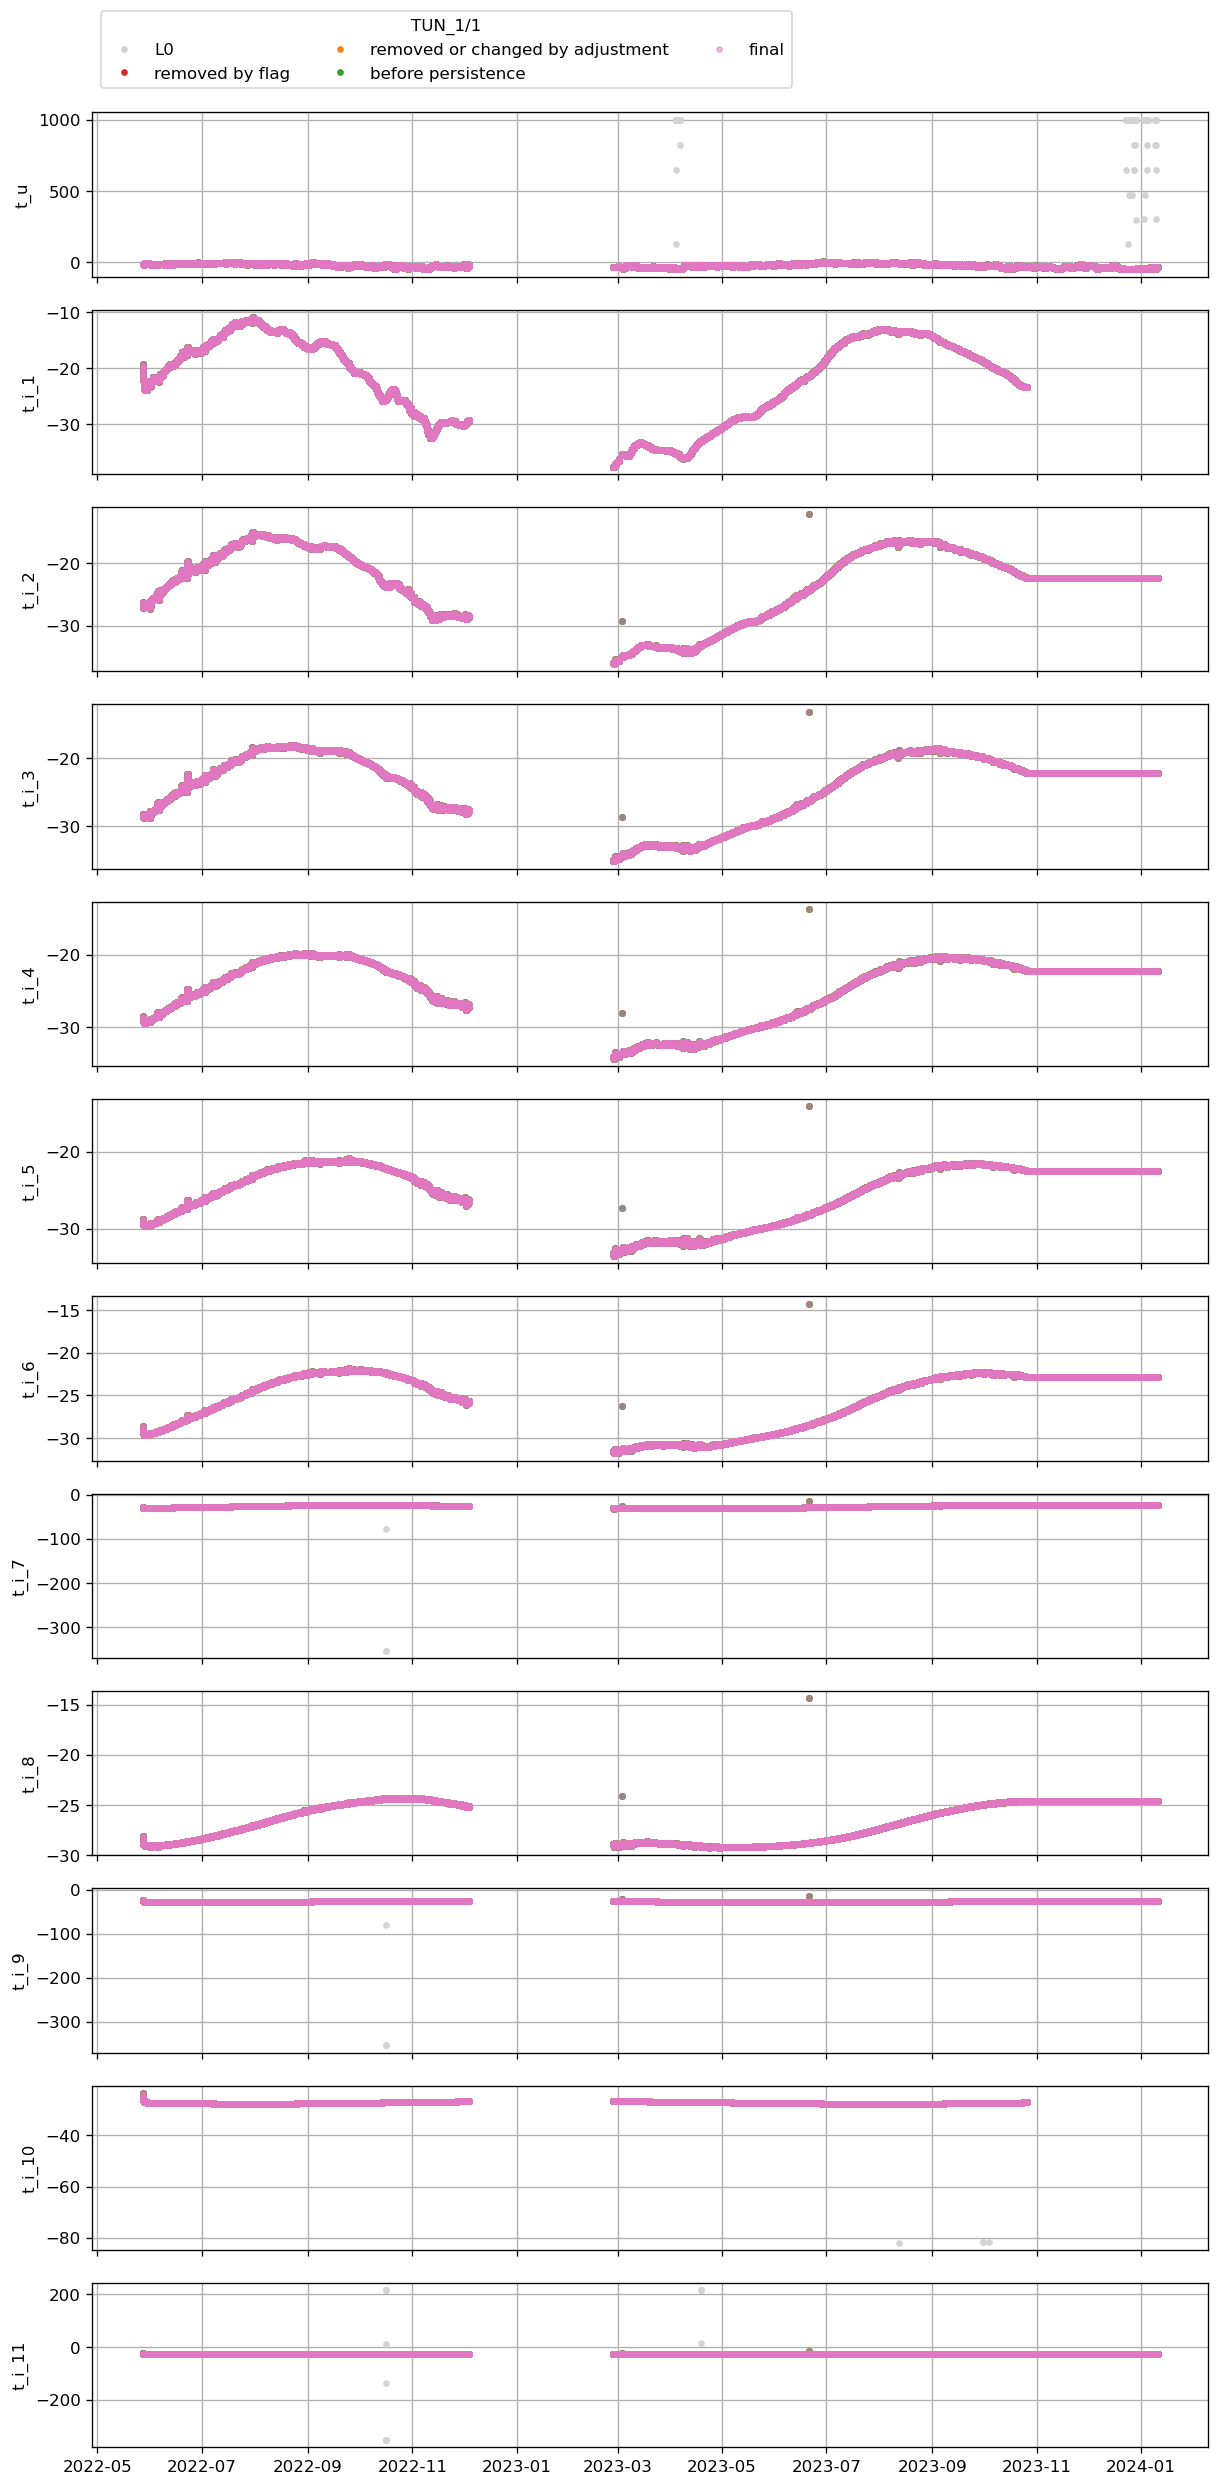 TUN_1/1
L0
removed by flag
removed or changed by adjustment
before persistence
final
1000
500
0
t_u
−10
−20
−30
t_i_1
−20
−30
t_i_2
−20
−30
t_i_3
−20
−30
t_i_4
−20
−30
t_i_5
−15
−20
−25
−30
t_i_6
0
−100
−200
−300
t_i_7
−15
−20
−25
−30
t_i_8
0
−100
−200
−300
t_i_9
−40
−60
−80
t_i_10
200
0
−200
t_i_11
2022-05 2022-07 2022-09 2022-11 2023-01 2023-03 2023-05 2023-07 2023-09 2023-11 2024-01